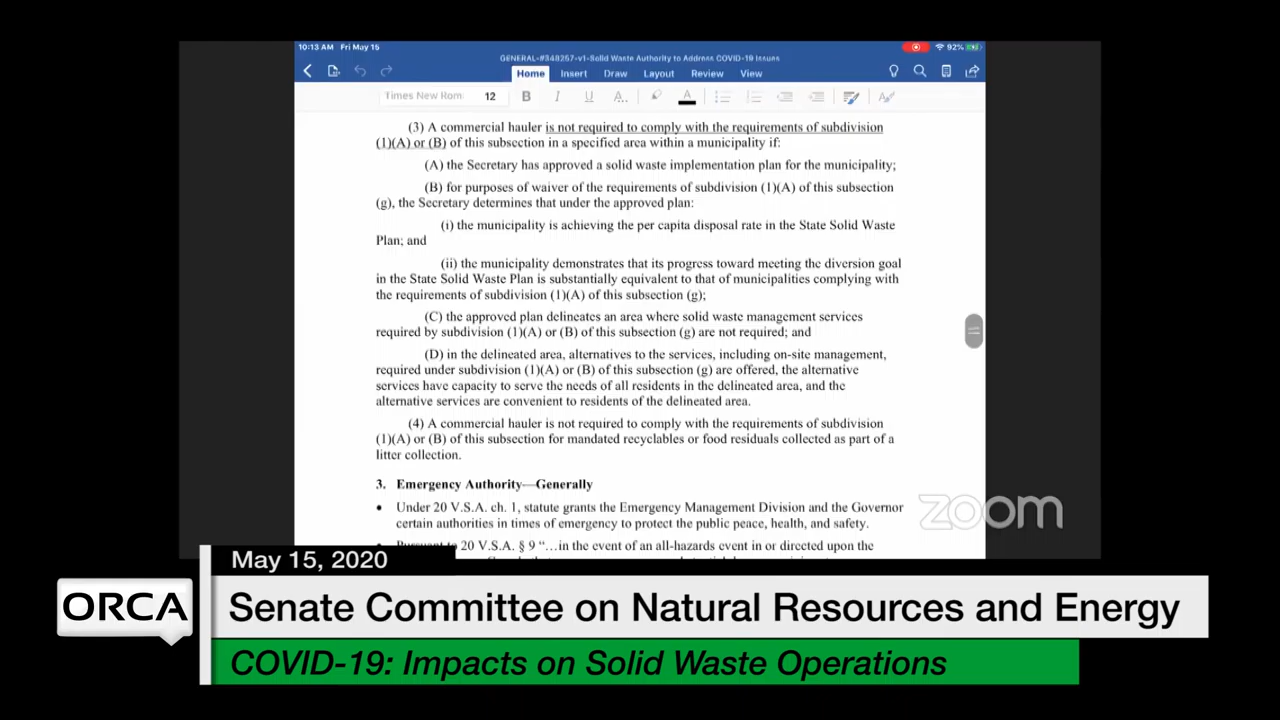 10:13 AM Fri May 15
92%
GENERAL-#348257-v1-Solid Waste Authority to Address COVID-19 Issues
Home Insert Draw Layout Review View
Times New Rom 12 B I U A
(3) A commercial hauler is not required to comply with the requirements of subdivision
(1)(A) or (B) of this subsection in a specified area within a municipality if:
(A) the Secretary has approved a solid waste implementation plan for the municipality;
(B) for purposes of waiver of the requirements of subdivision (1)(A) of this subsection
(g), the Secretary determines that under the approved plan:
(i) the municipality is achieving the per capita disposal rate in the State Solid Waste
Plan; and
(ii) the municipality demonstrates that its progress toward meeting the diversion goal
in the State Solid Waste Plan is substantially equivalent to that of municipalities complying with
the requirements of subdivision (1)(A) of this subsection (g);
(C) the approved plan delineates an area where solid waste management services
required by subdivision (1)(A) or (B) of this subsection (g) are not required; and
(D) in the delineated area, alternatives to the services, including on-site management,
required under subdivision (1)(A) or (B) of this subsection (g) are offered, the alternative
services have capacity to serve the needs of all residents in the delineated area, and the
alternative services are convenient to residents of the delineated area.
(4) A commercial hauler is not required to comply with the requirements of subdivision
(1)(A) or (B) of this subsection for mandated recyclables or food residuals collected as part of a
litter collection.
3. Emergency Authority—Generally
• Under 20 V.S.A. ch. 1, statute grants the Emergency Management Division and the Governor
certain authorities in times of emergency to protect the public peace, health, and safety.
• Pursuant to 20 V.S.A. § 9 “…in the event of an all-hazards event in or directed upon the
zoom
May 15, 2020
ORCA
Senate Committee on Natural Resources and Energy
COVID-19: Impacts on Solid Waste Operations